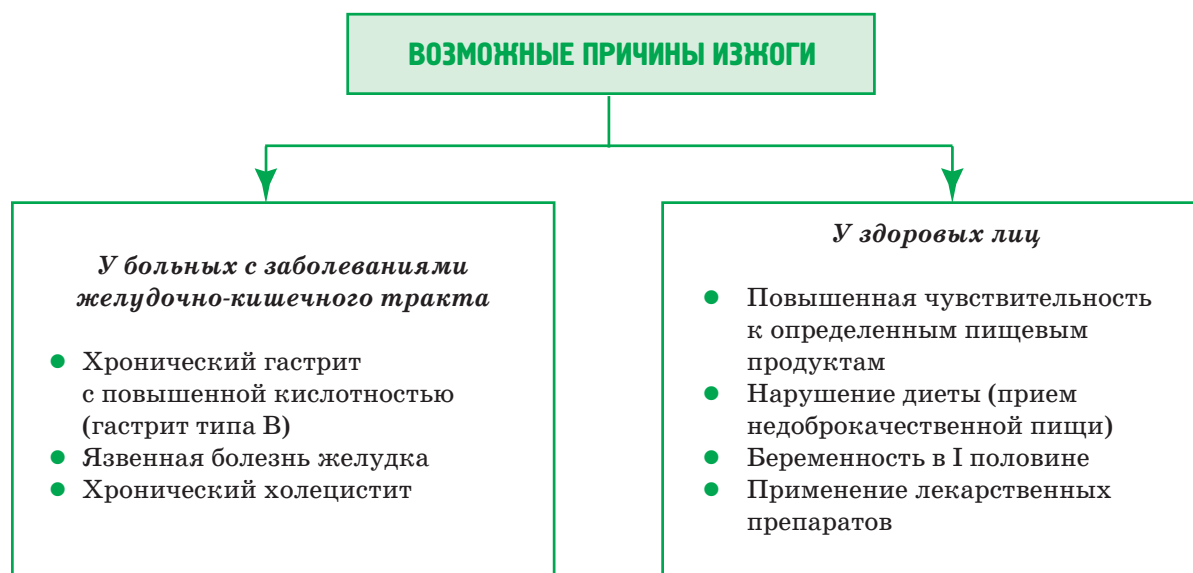 ВОЗМОЖНЫЕ ПРИЧИНЫ ИЗЖОГИ
У больных с заболеваниями
желудочно-кишечного тракта
● Хронический гастрит
с повышенной кислотностью
(гастрит типа В)
● Язвенная болезнь желудка
● Хронический холецистит
У здоровых лиц
● Повышенная чувствительность
к определенным пищевым
продуктам
● Нарушение диеты (прием
недоброкачественной пищи)
● Беременность в I половине
● Применение лекарственных
препаратов